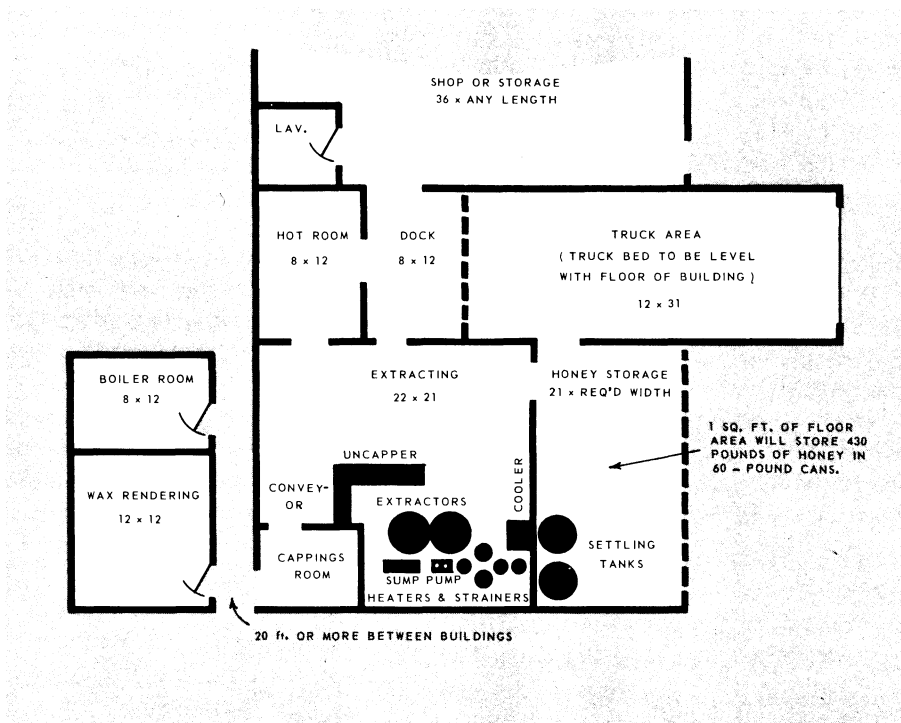 SHOP OR STORAGE
36 x ANY LENGTH
LAV.
HOT ROOM
8 x 12
DOCK
8 x 12
TRUCK AREA
( TRUCK BED TO BE LEVEL
WITH FLOOR OF BUILDING )
12 x 31
BOILER ROOM
8 x 12
EXTRACTING
22 x 21
HONEY STORAGE
21 x REQ'D WIDTH
1 SQ. FT. OF FLOOR
AREA WILL STORE 430
POUNDS OF HONEY IN
60 – POUND CANS.
UNCAPPER
CONVEY-
OR
EXTRACTORS
COOLER
WAX RENDERING
12 x 12
CAPPINGS
ROOM
SETTLING
TANKS
SUMP PUMP
HEATERS & STRAINERS
20 ft. OR MORE BETWEEN BUILDINGS